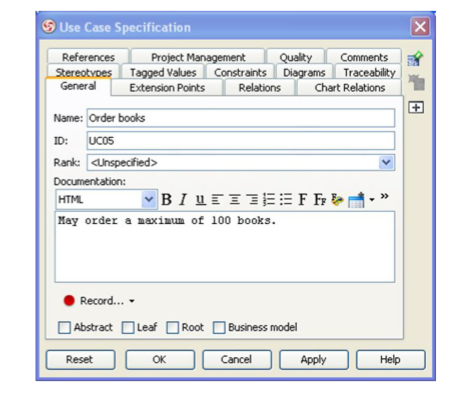 Use Case Specification
References Project Management Quality Comments
Stereotypes Tagged Values Constraints Diagrams Traceability
General Extension Points Relations Chart Relations
Name: Order books
ID: UC05
Rank: <Unspecified>
Documentation:
HTML B I u F FF »
May order a maximum of 100 books.
Record...
Abstract Leaf Root Business model
Reset OK Cancel Apply Help